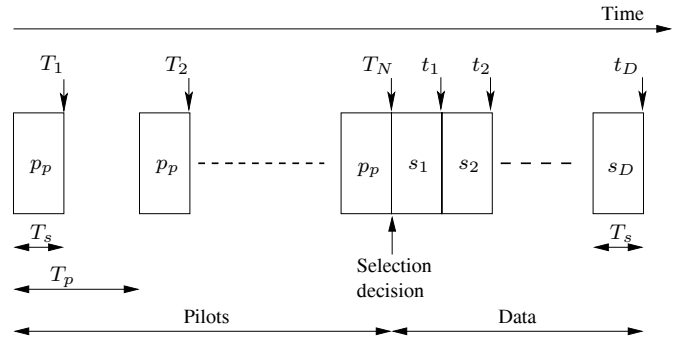 Time
T_1 T_2 T_N t_1 t_2 t_D
p_p p_p p_p s_1 s_2 s_D
T_s T_s
Selection
decision
T_p
Pilots Data